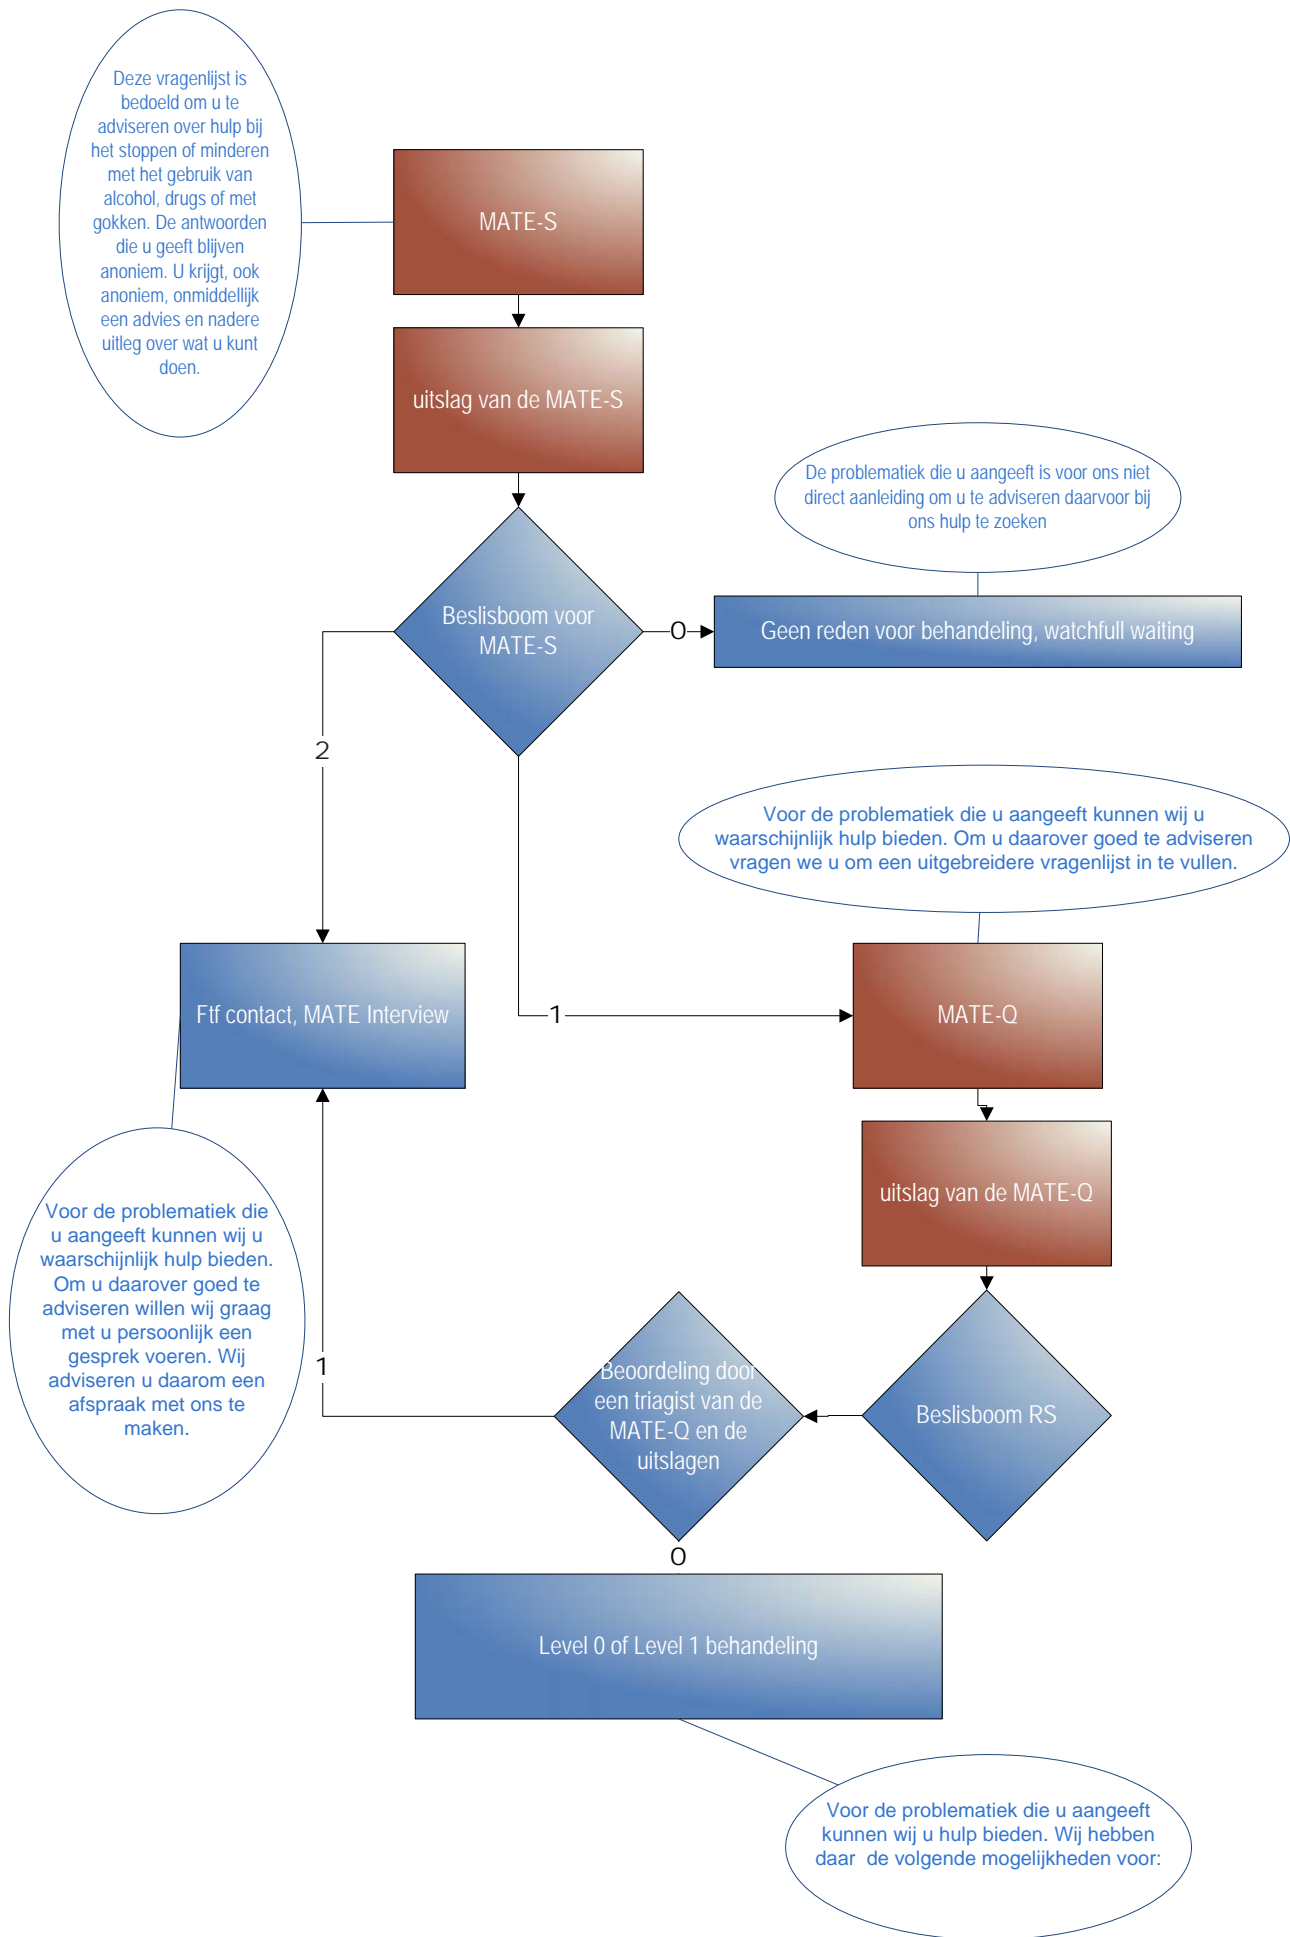 Deze vragenlijst is
bedoeld om u te
adviseren over hulp bij
het stoppen of minderen
met het gebruik van
alcohol, drugs of met
gokken. De antwoorden
die u geeft blijven
anoniem. U krijgt, ook
anoniem, onmiddellijk
een advies en nadere
uitleg over wat u kunt
doen.
MATE-S
uitslag van de MATE-S
De problematiek die u aangeeft is voor ons niet
direct aanleiding om u te adviseren daarvoor bij
ons hulp te zoeken
Beslisboom voor
MATE-S
0
Geen reden voor behandeling, watchfull waiting
2
Voor de problematiek die u aangeeft kunnen wij u
waarschijnlijk hulp bieden. Om u daarover goed te adviseren
vragen we u om een uitgebreidere vragenlijst in te vullen.
Ftf contact, MATE Interview
1
MATE-Q
uitslag van de MATE-Q
Voor de problematiek die
u aangeeft kunnen wij u
waarschijnlijk hulp bieden.
Om u daarover goed te
adviseren willen wij graag
met u persoonlijk een
gesprek voeren. Wij
adviseren u daarom een
afspraak met ons te
maken.
1
Beoordeling door
een triagist van de
MATE-Q en de
uitslagen
Beslisboom RS
0
Level 0 of Level 1 behandeling
Voor de problematiek die u aangeeft
kunnen wij u hulp bieden. Wij hebben
daar  de volgende mogelijkheden voor: